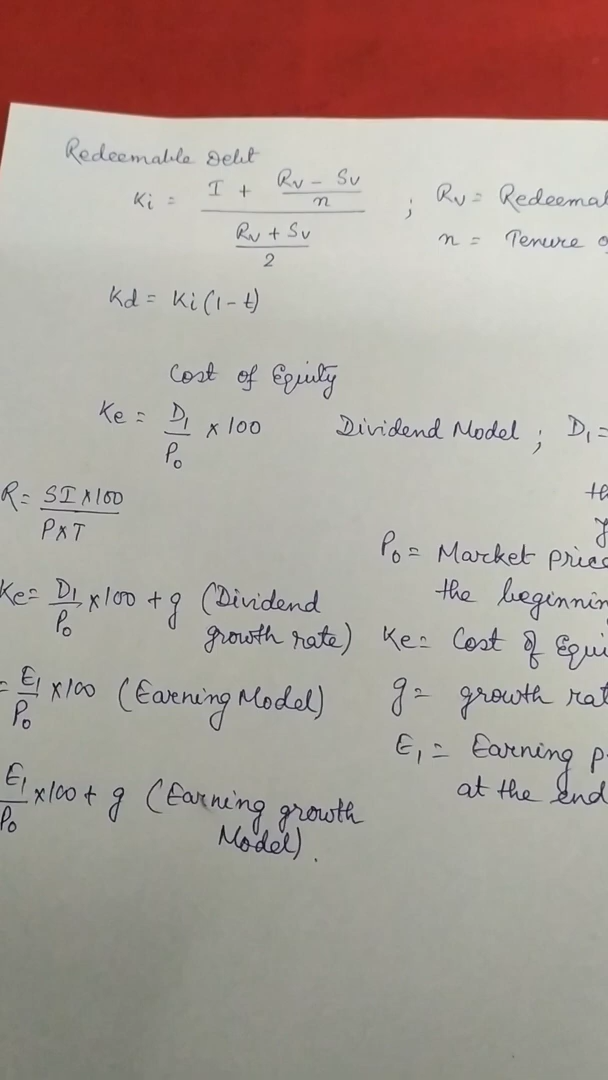 Redeemable Debt
Ki = (I + (Rv - Sv)/n) / ((Rv + Sv)/2) ; Rv = Redeemal
n = Tenure o
Kd = Ki (1-t)
Cost of Equity
Ke = D1/P0 x 100 Dividend Model ; D1 =
th
R = SI x 100 / P x T
P0 = Market price
the beginnin
Ke = D1/P0 x 100 + g (Dividend
growth rate)
Ke = Cost of Equi
= E1/P0 x 100 (Earning Model)
g = growth rat
E1 = Earning p
at the end
E1/P0 x 100 + g (Earning growth
Model).